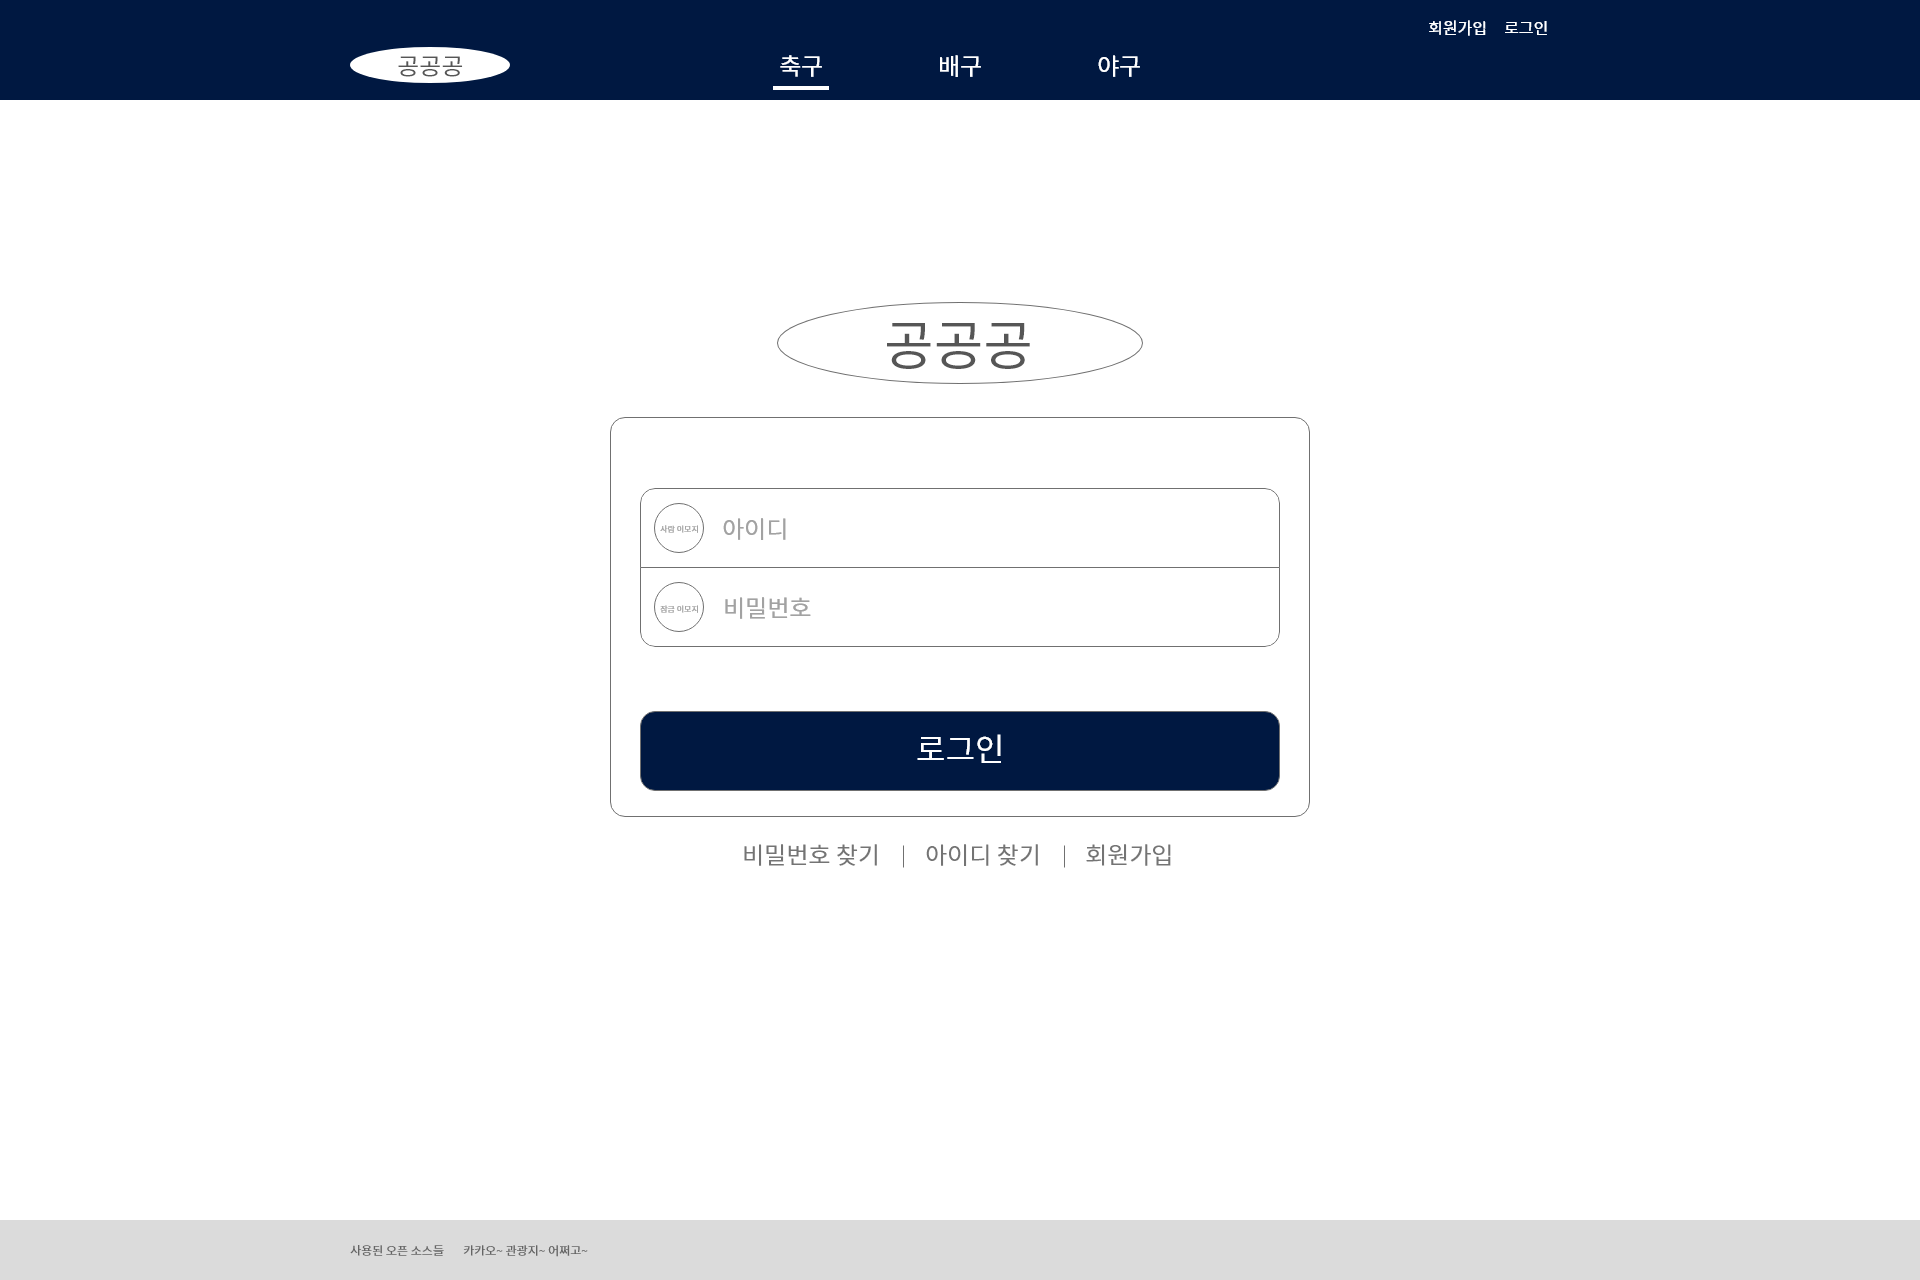 회원가입 로그인
공공공 축구 배구 야구
공공공
사람 이모지 아이디
잠금 이모지 비밀번호
로그인
비밀번호 찾기 아이디 찾기 회원가입
사용된 오픈 소스들 카카오~ 관광지~ 어쩌고~